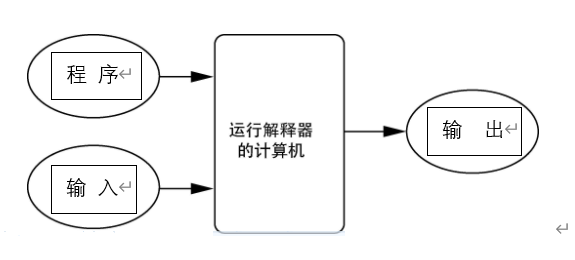 程 序
运行解释器
的计算机
输 入
输 出